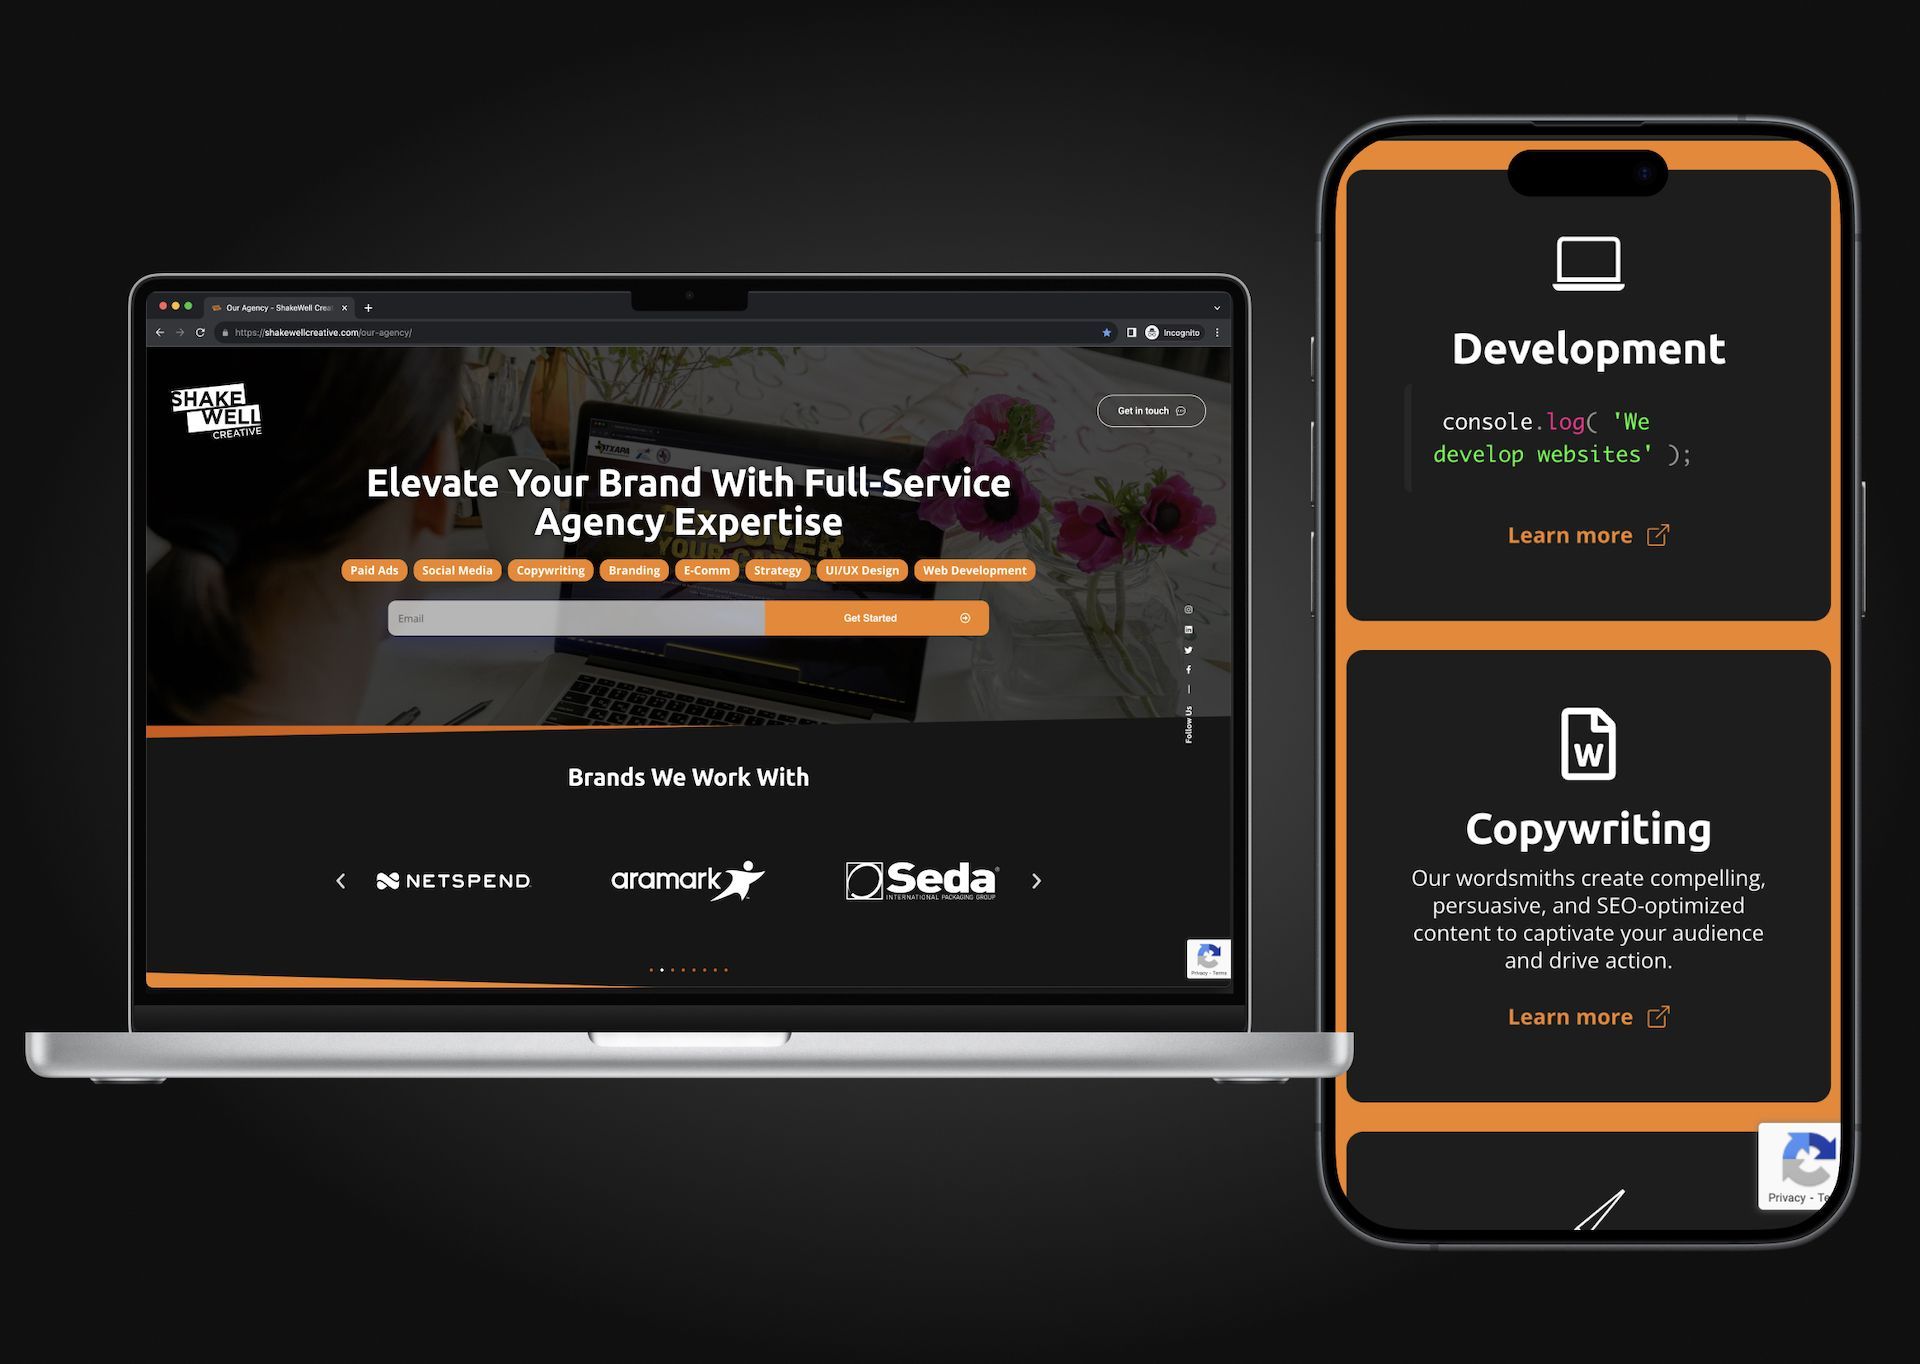 Our Agency - ShakeWell Crea
https://shakewellcreative.com/our-agency/
Incognito
SHAKE
WELL
CREATIVE
Get in touch
TXAPA
Elevate Your Brand With Full-Service
Agency Expertise
Paid Ads Social Media Copywriting Branding E-Comm Strategy UI/UX Design Web Development
Email
Get Started
Follow Us
Brands We Work With
NETSPEND
aramark
Seda
INTERNATIONAL PACKAGING GROUP
Privacy - Terms
Development
console.log( 'We
develop websites' );
Learn more
W
Copywriting
Our wordsmiths create compelling,
persuasive, and SEO-optimized
content to captivate your audience
and drive action.
Learn more
Privacy - Te